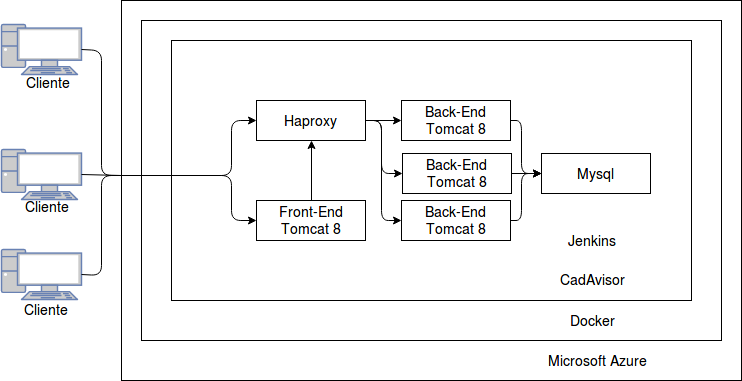 Cliente
Cliente
Cliente
Haproxy
Front-End
Tomcat 8
Back-End
Tomcat 8
Back-End
Tomcat 8
Back-End
Tomcat 8
Mysql
Jenkins
CadAvisor
Docker
Microsoft Azure